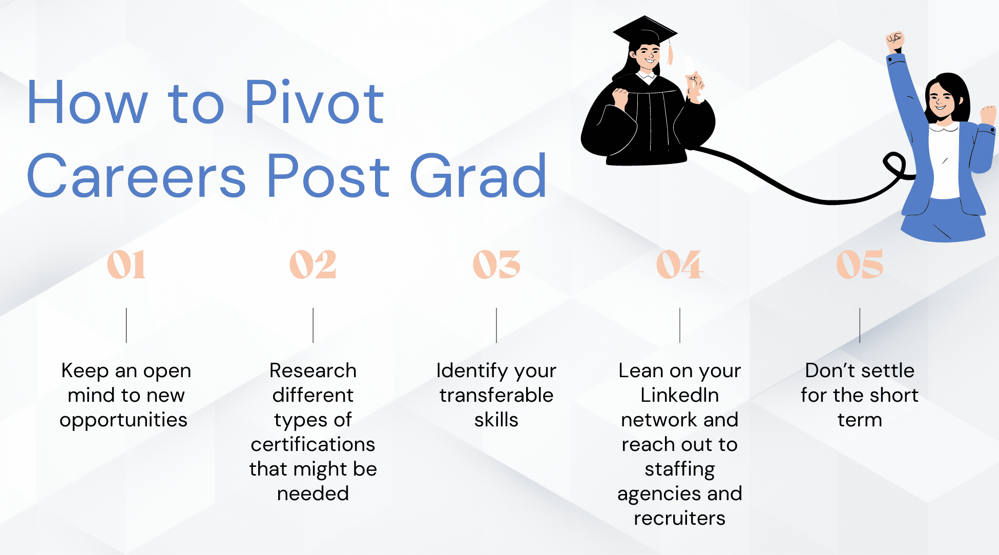 How to Pivot
Careers Post Grad
01
Keep an open
mind to new
opportunities
02
Research
different
types of
certifications
that might be
needed
03
Identify your
transferable
skills
04
Lean on your
LinkedIn
network and
reach out to
staffing
agencies and
recruiters
05
Don’t settle
for the short
term